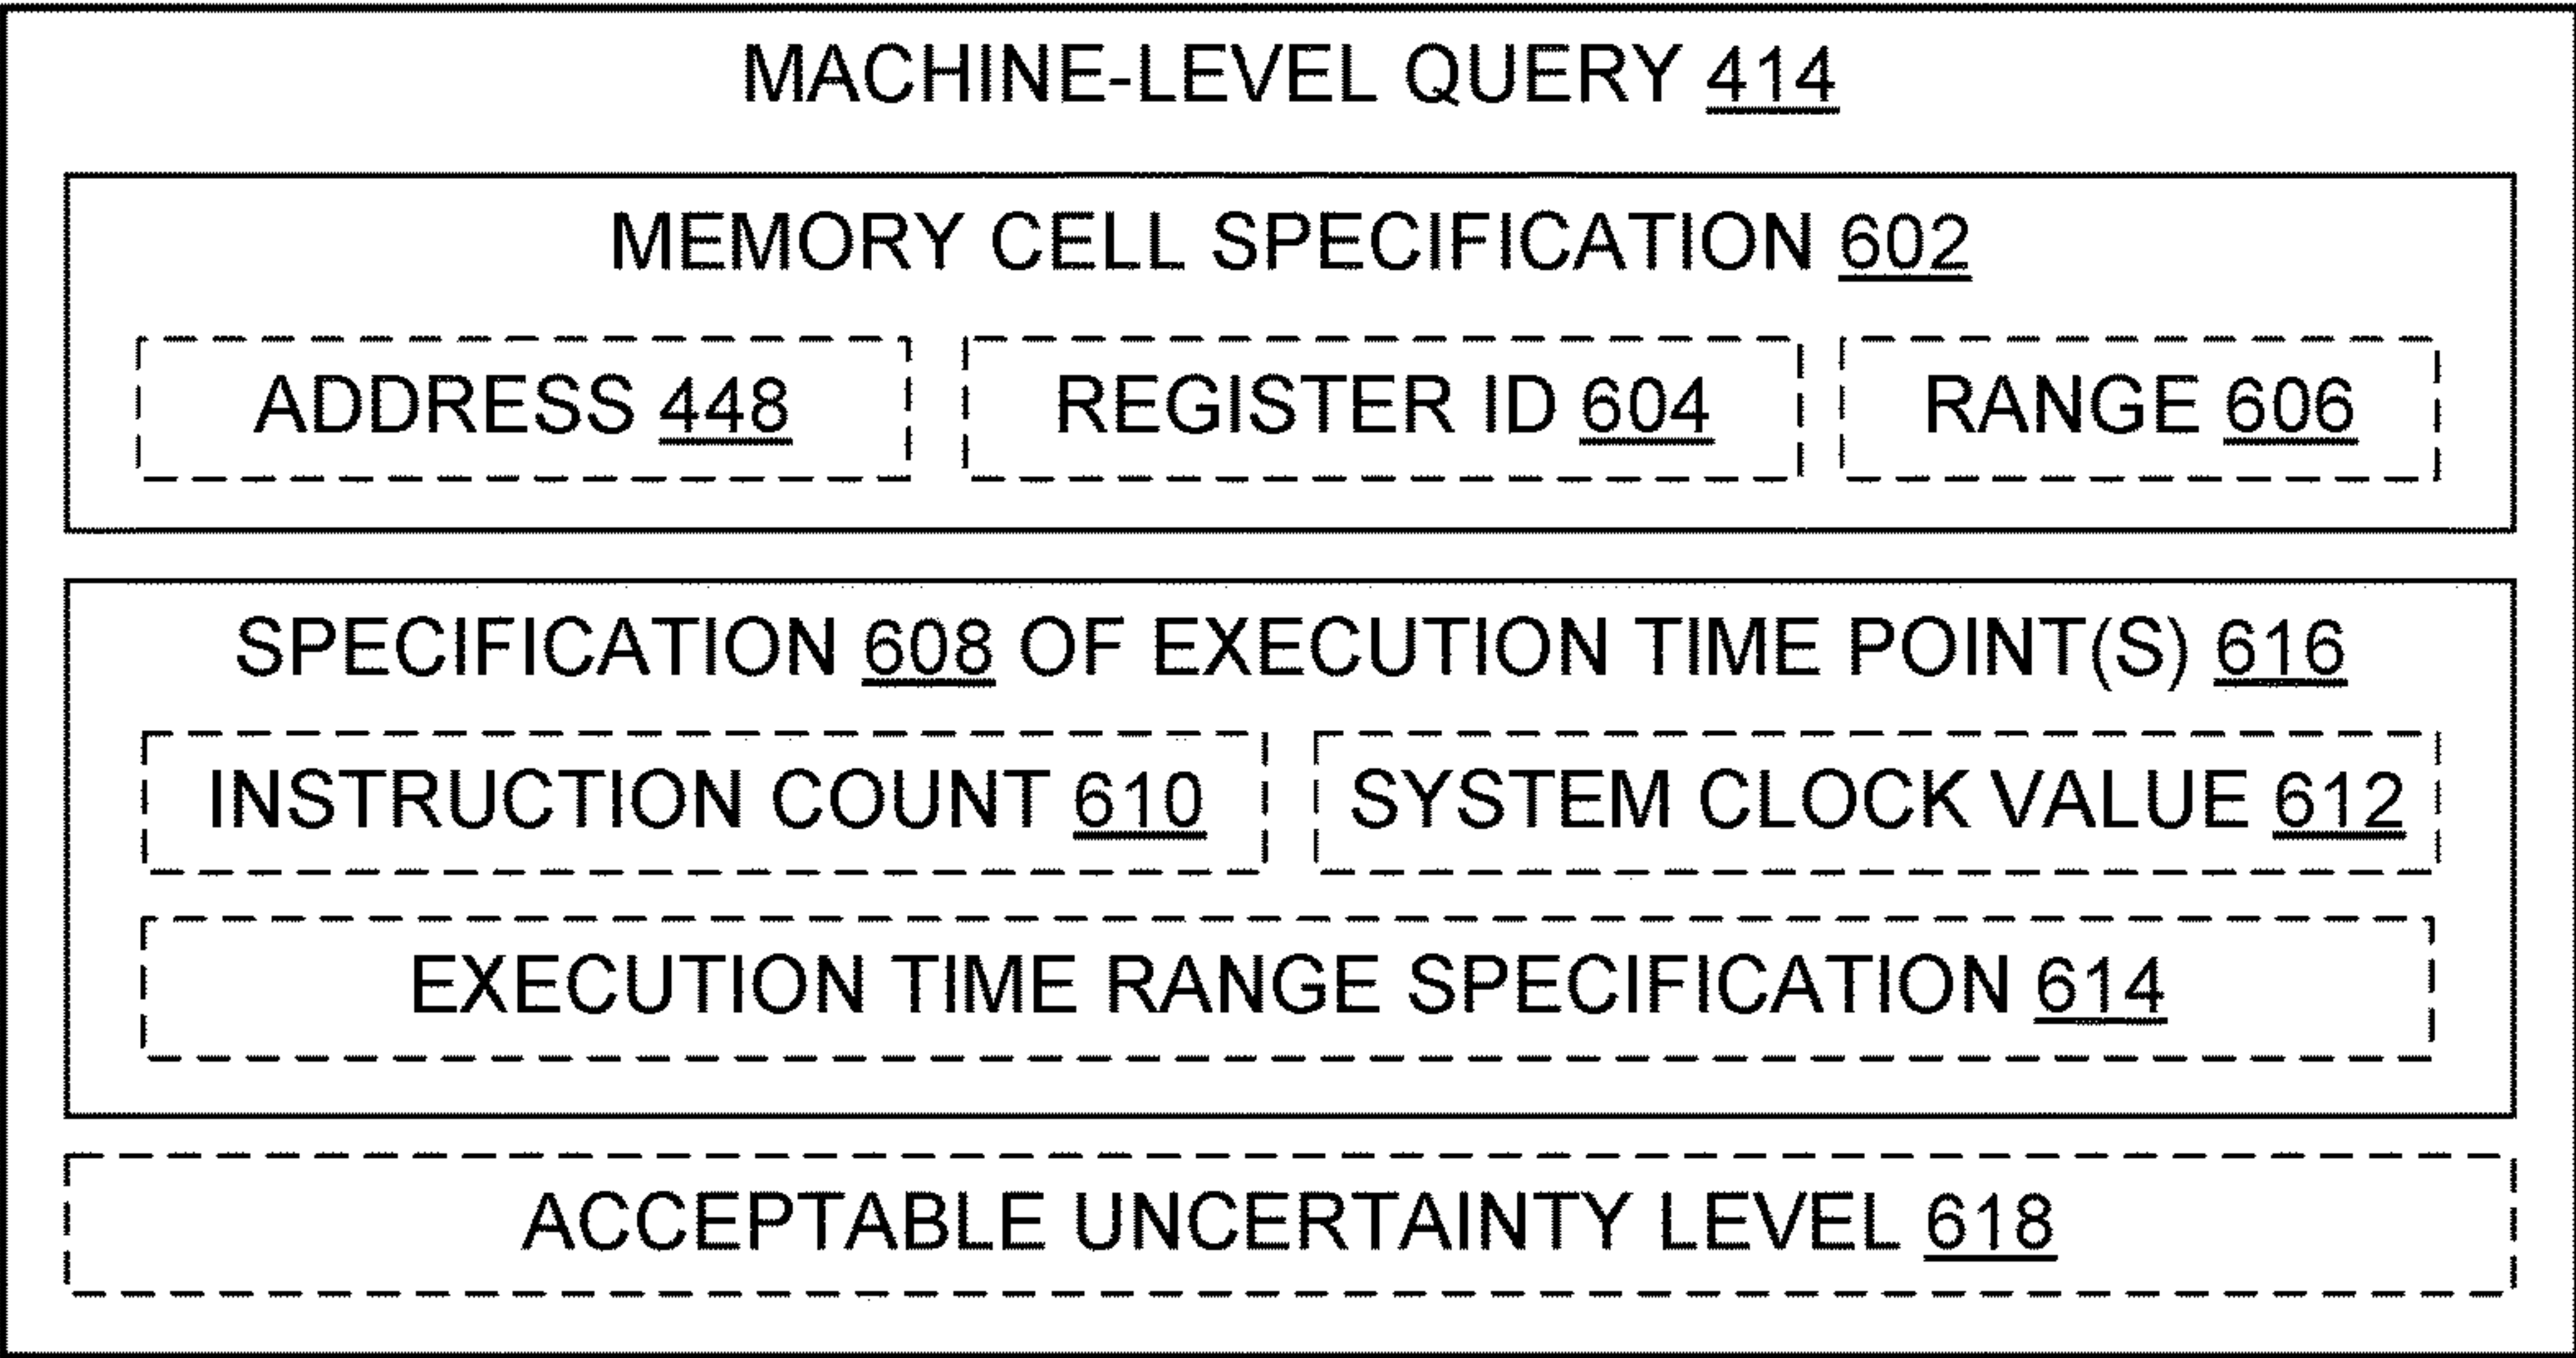 MACHINE-LEVEL QUERY 414
MEMORY CELL SPECIFICATION 602
ADDRESS 448 REGISTER ID 604 RANGE 606
SPECIFICATION 608 OF EXECUTION TIME POINT(S) 616
INSTRUCTION COUNT 610 SYSTEM CLOCK VALUE 612
EXECUTION TIME RANGE SPECIFICATION 614
ACCEPTABLE UNCERTAINTY LEVEL 618